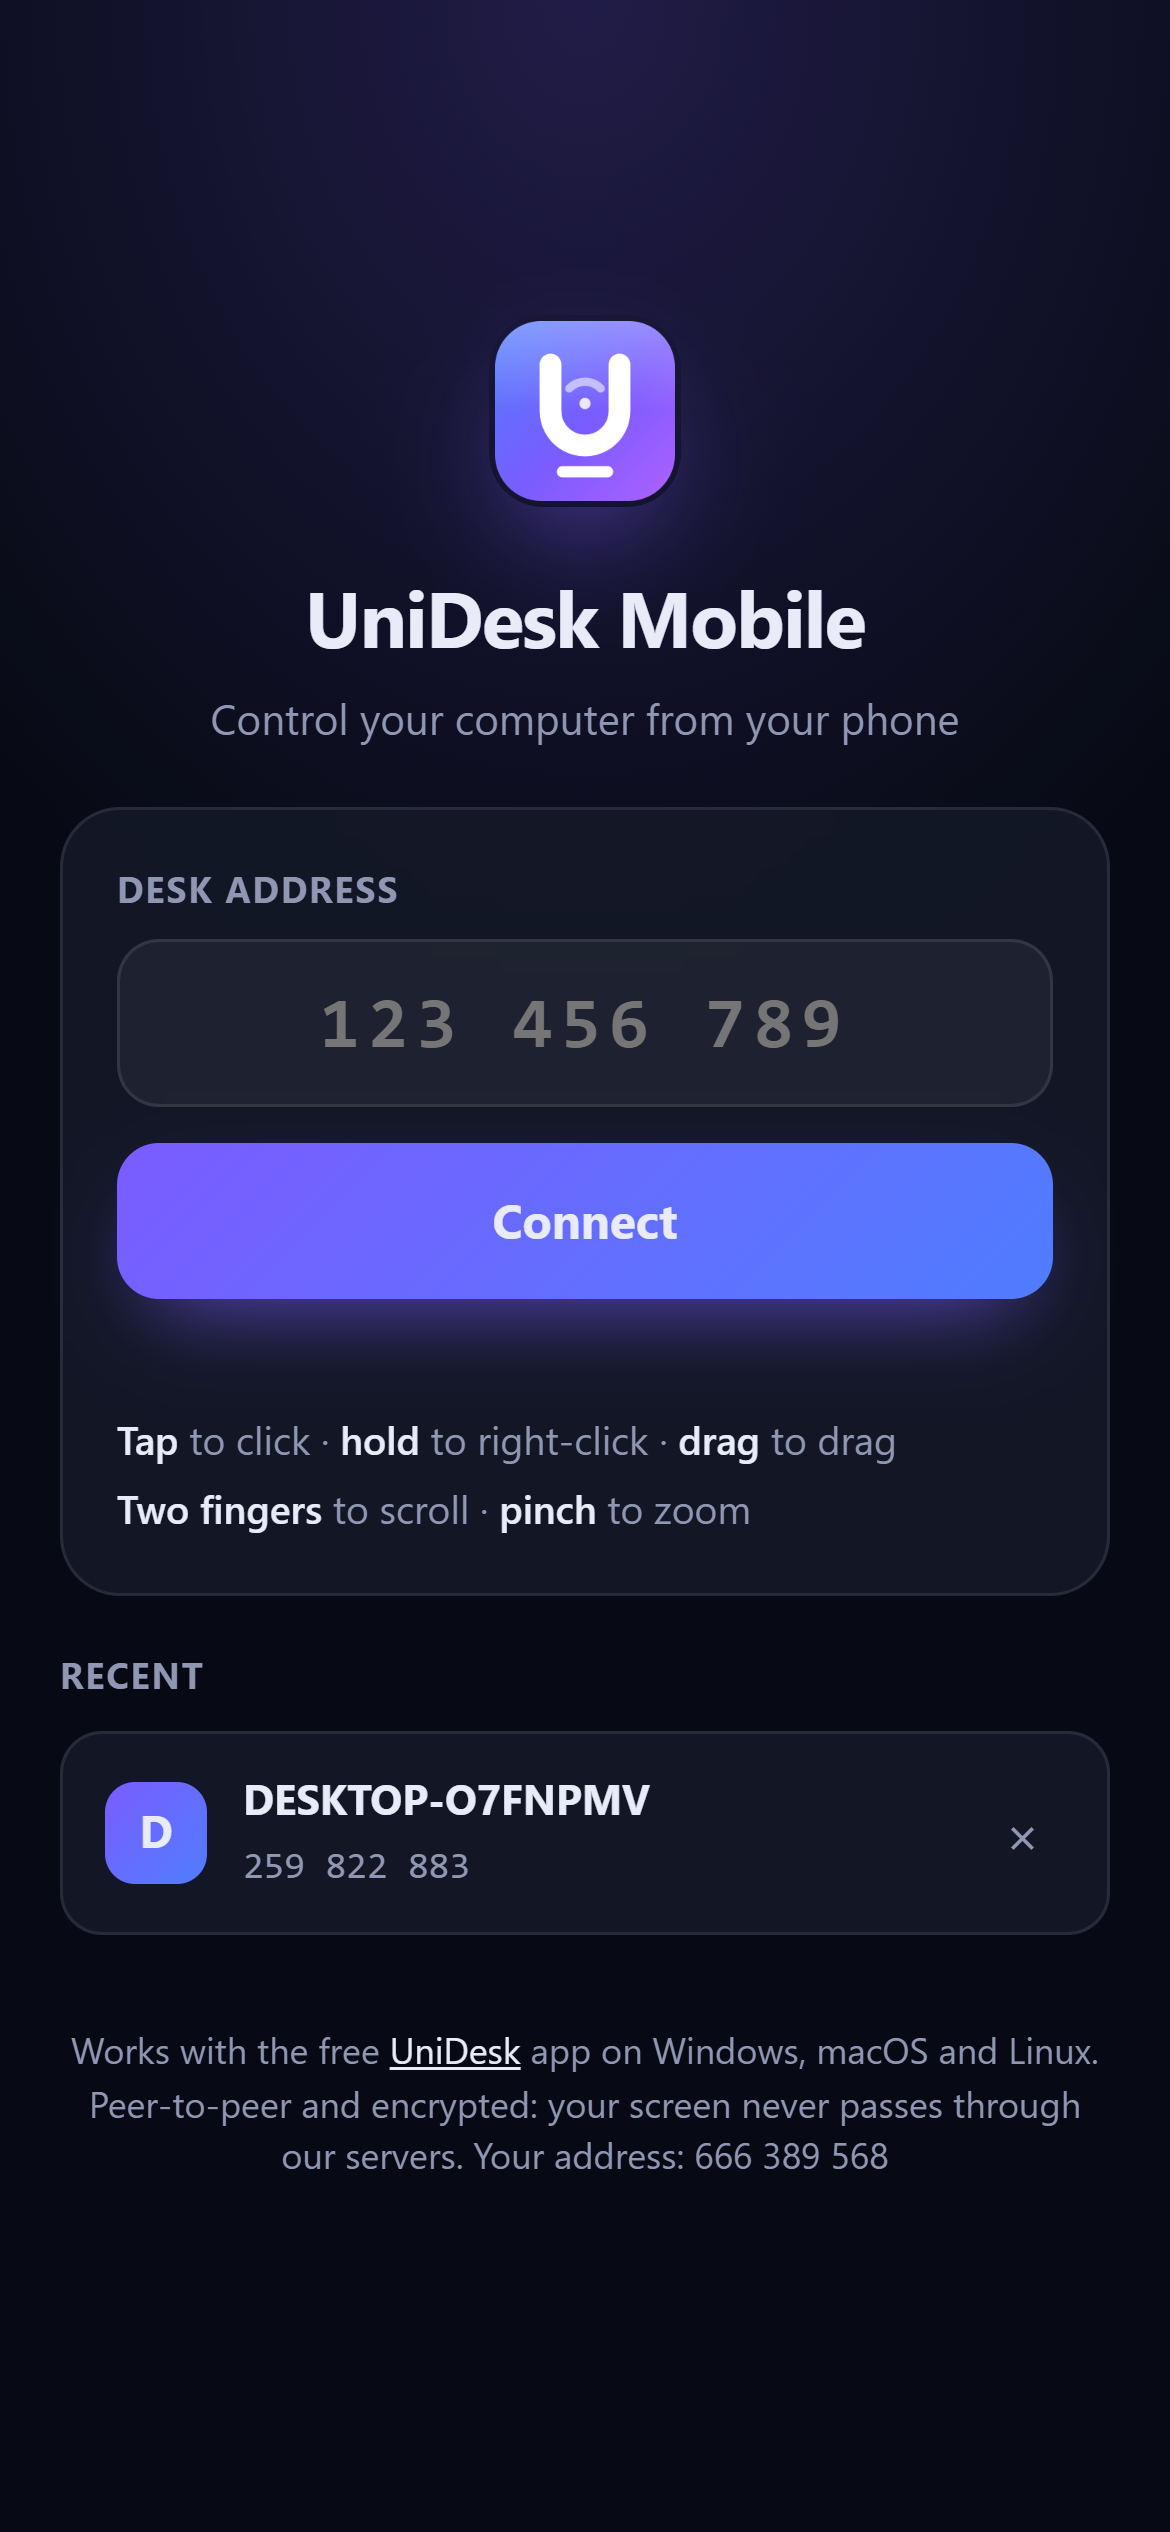 UniDesk Mobile
Control your computer from your phone
DESK ADDRESS
123 456 789
Connect
Tap to click · hold to right-click · drag to drag
Two fingers to scroll · pinch to zoom
RECENT
D
DESKTOP-O7FNPMV
259 822 883
Works with the free UniDesk app on Windows, macOS and Linux.
Peer-to-peer and encrypted: your screen never passes through
our servers. Your address: 666 389 568